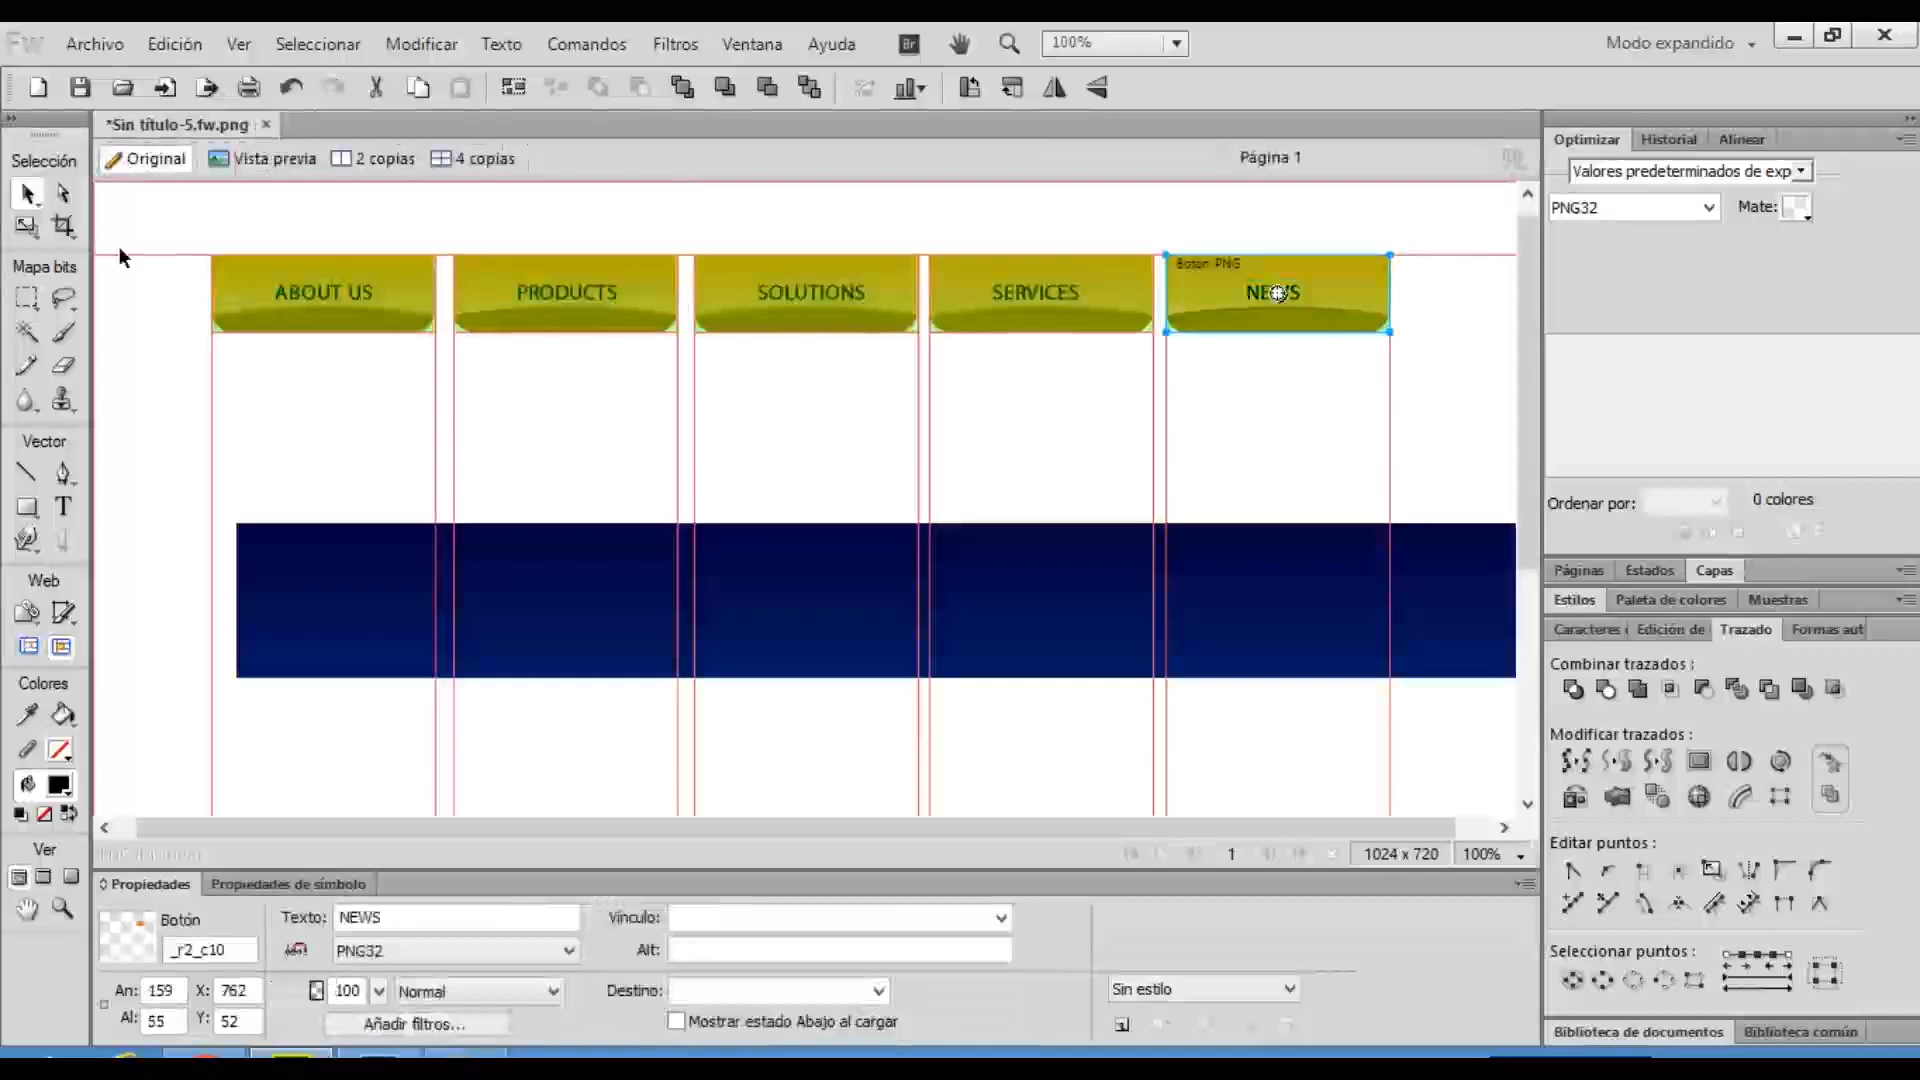 Fw Archivo Edición Ver Seleccionar Modificar Texto Comandos Filtros Ventana Ayuda Br 100% Modo expandido
*Sin título-5.fw.png
Original Vista previa 2 copias 4 copias Página 1
Selección
Mapa bits
Vector
T
Web
Colores
Ver
ABOUT US PRODUCTS SOLUTIONS SERVICES NEWS
1 1024 x 720 100%
Propiedades Propiedades de símbolo
Botón Texto: NEWS Vínculo:
_r2_c10 PNG32 Alt:
An: 159 X: 762 100 Normal Destino: Sin estilo
Al: 55 Y: 52 Añadir filtros... Mostrar estado Abajo al cargar
Optimizar Historial Alinear
Valores predeterminados de exp
PNG32 Mate:
Ordenar por: 0 colores
Páginas Estados Capas
Estilos Paleta de colores Muestras
Caracteres Edición de Trazado Formas aut
Combinar trazados :
Modificar trazados :
Editar puntos :
Seleccionar puntos :
Biblioteca de documentos Biblioteca común